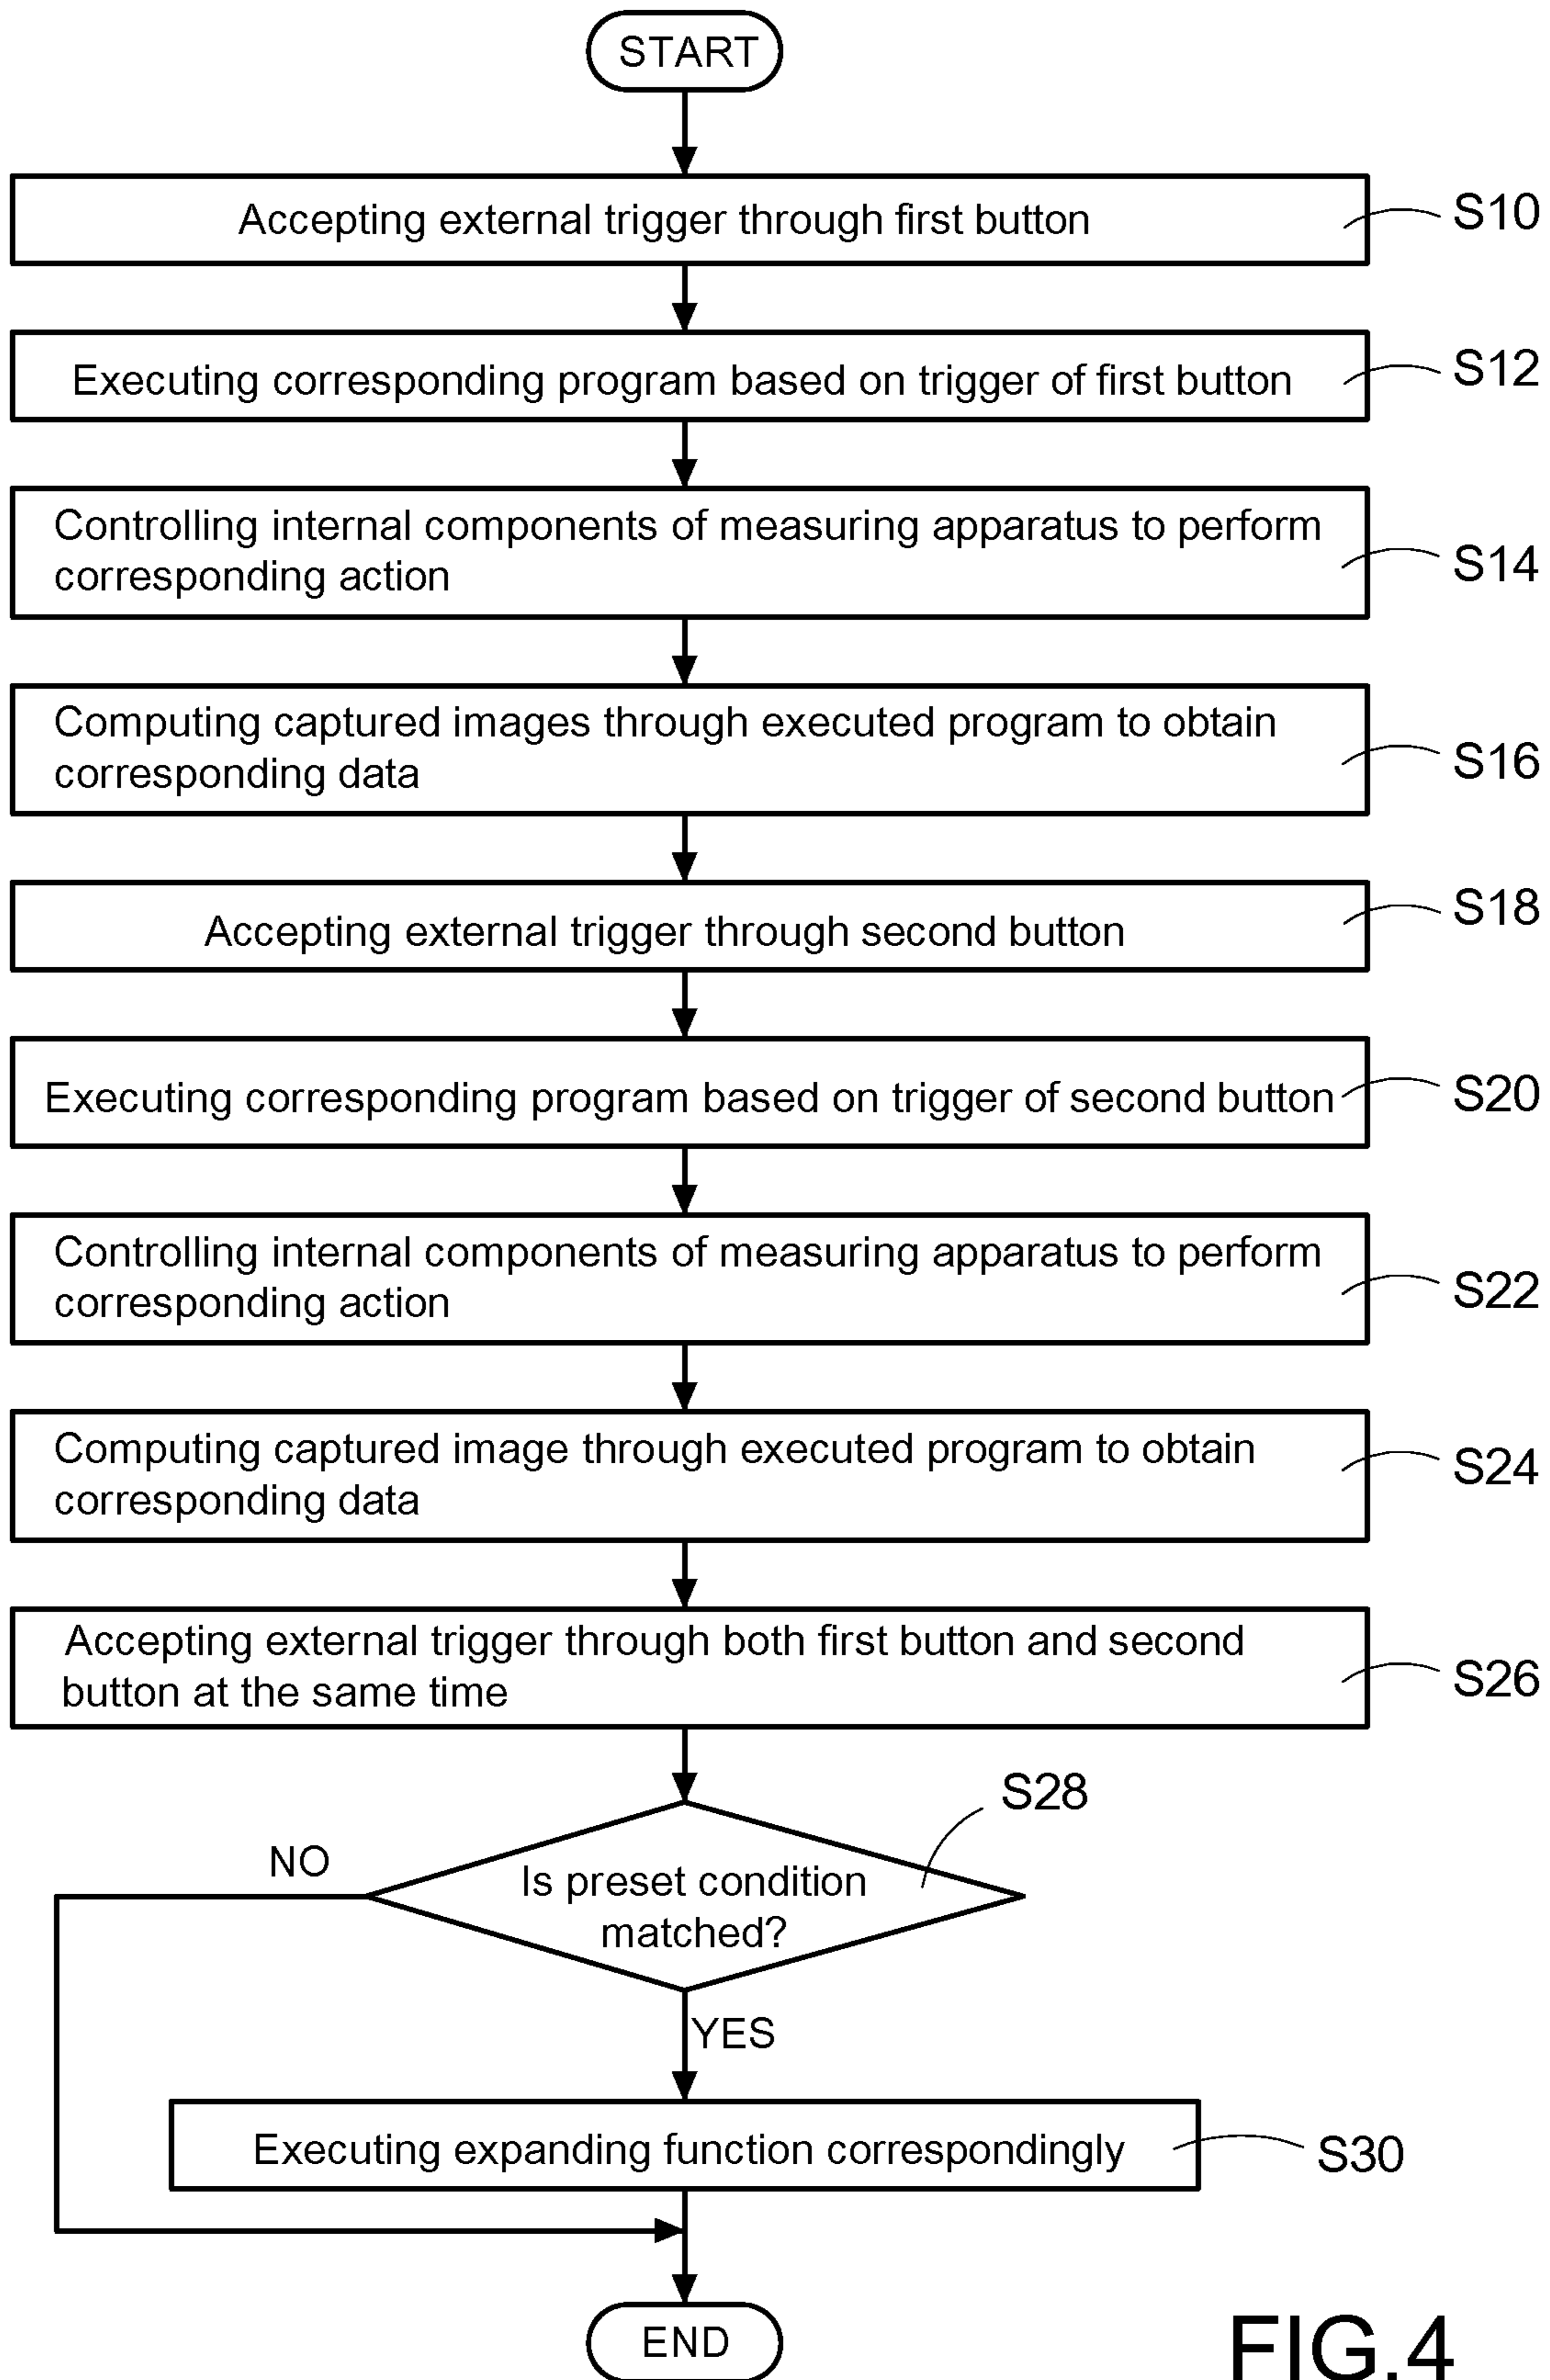 START
Accepting external trigger through first button
S10
Executing corresponding program based on trigger of first button
S12
Controlling internal components of measuring apparatus to perform
corresponding action
S14
Computing captured images through executed program to obtain
corresponding data
S16
Accepting external trigger through second button
S18
Executing corresponding program based on trigger of second button
S20
Controlling internal components of measuring apparatus to perform
corresponding action
S22
Computing captured image through executed program to obtain
corresponding data
S24
Accepting external trigger through both first button and second
button at the same time
S26
S28
NO
Is preset condition
matched?
YES
Executing expanding function correspondingly
S30
END
FIG.4